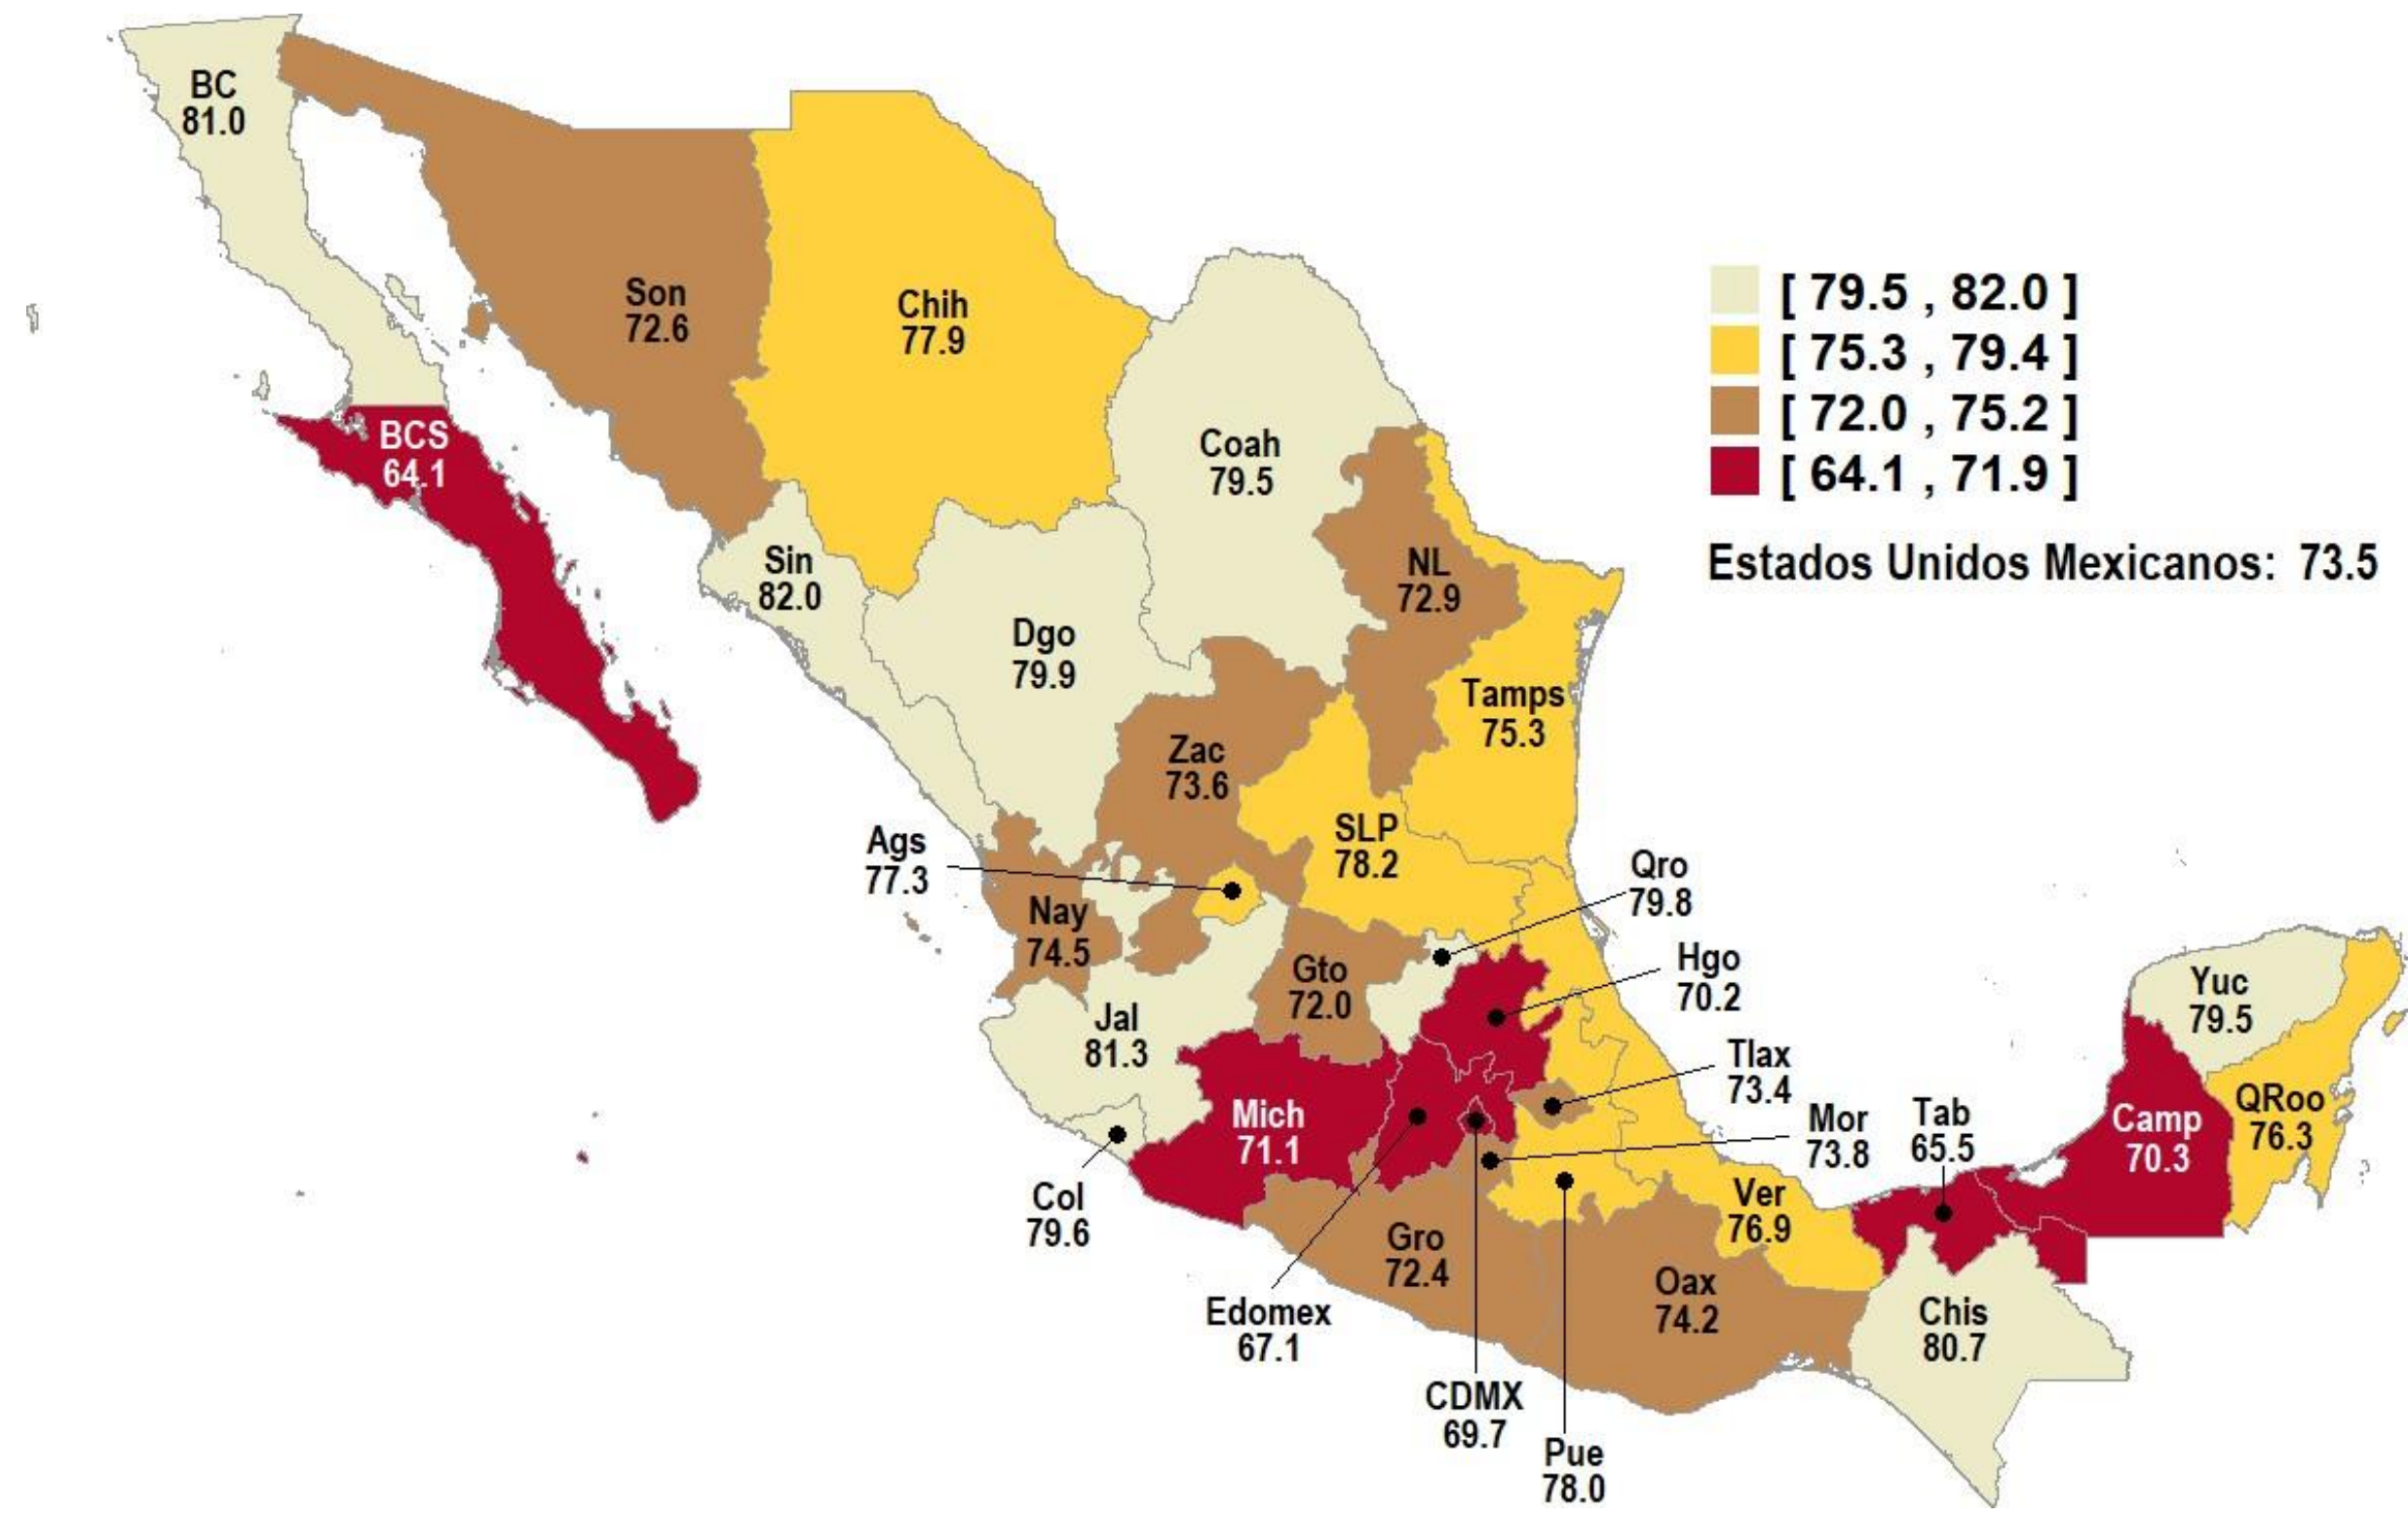 BC
81.0
Son
72.6
Chih
77.9
BCS
64.1
Coah
79.5
Sin
82.0
NL
72.9
Dgo
79.9
Tamps
75.3
Zac
73.6
SLP
78.2
Ags
77.3
Nay
74.5
Qro
79.8
Gto
72.0
Hgo
70.2
Jal
81.3
Tlax
73.4
Mich
71.1
Mor
73.8
Tab
65.5
Yuc
79.5
QRoo
76.3
Camp
70.3
Col
79.6
Ver
76.9
Gro
72.4
Oax
74.2
Edomex
67.1
Chis
80.7
CDMX
69.7
Pue
78.0
[ 79.5 , 82.0 ]
[ 75.3 , 79.4 ]
[ 72.0 , 75.2 ]
[ 64.1 , 71.9 ]
Estados Unidos Mexicanos: 73.5